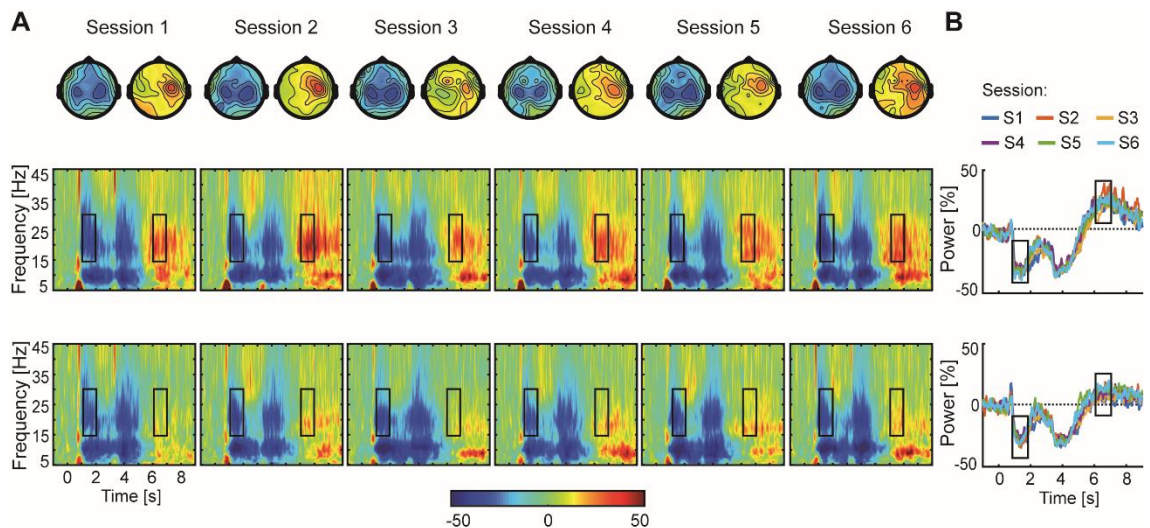 A
Session 1 Session 2 Session 3 Session 4 Session 5 Session 6
B
Session:
S1 S2 S3
S4 S5 S6
Frequency [Hz]
45
35
25
15
5
Power [%]
50
0
-50
Frequency [Hz]
45
35
25
15
5
0 2 4 6 8
Time [s]
Power [%]
50
0
-50
0 2 4 6 8
Time [s]
-50 0 50